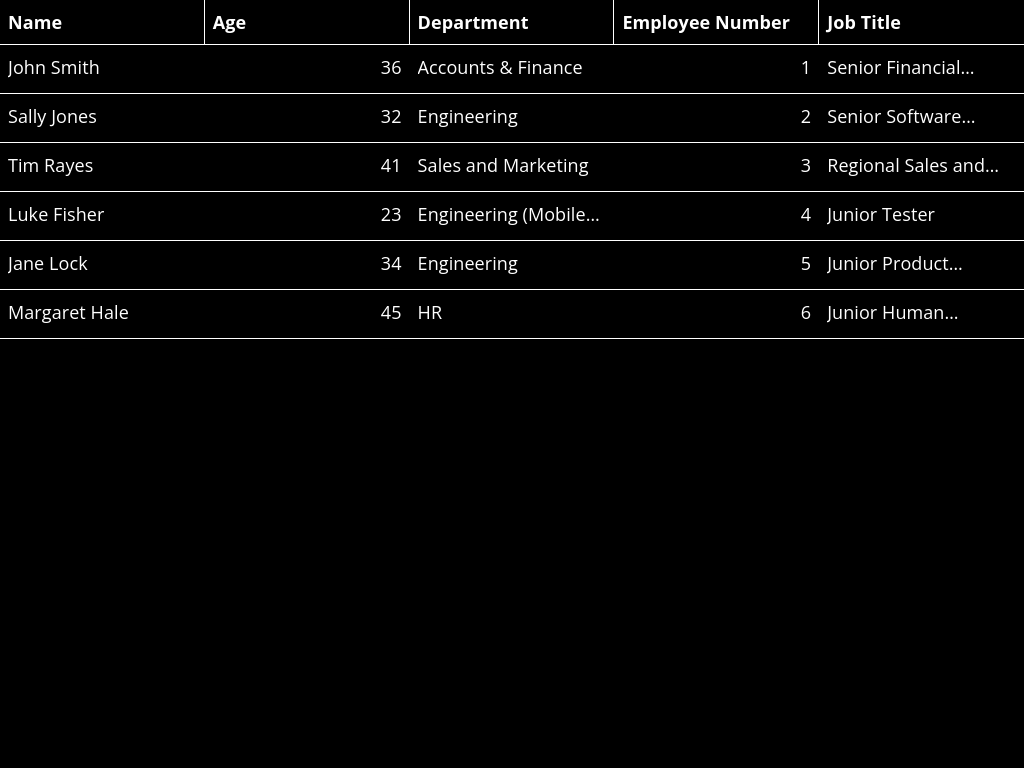 Name Age Department Employee Number Job Title
John Smith 36 Accounts & Finance 1 Senior Financial...
Sally Jones 32 Engineering 2 Senior Software...
Tim Rayes 41 Sales and Marketing 3 Regional Sales and...
Luke Fisher 23 Engineering (Mobile... 4 Junior Tester
Jane Lock 34 Engineering 5 Junior Product...
Margaret Hale 45 HR 6 Junior Human...